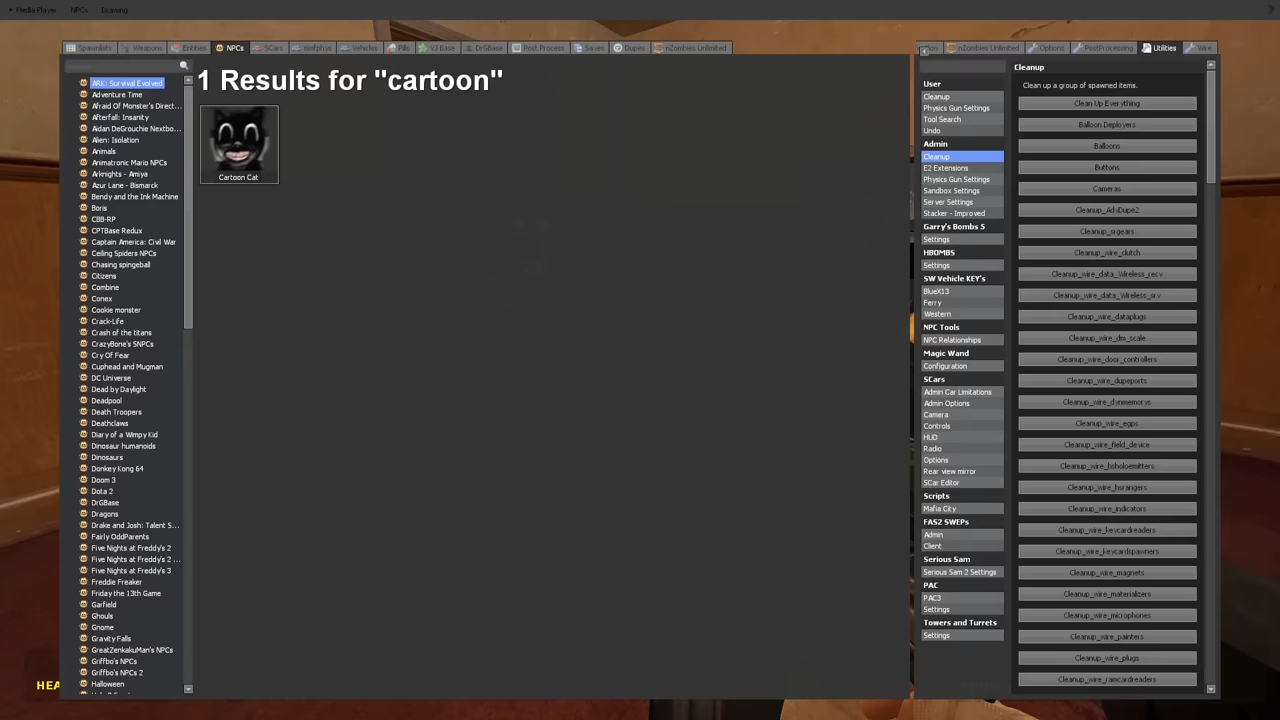 Media Player NPCs Drawing
Spawnlists Weapons Entities NPCs SCars simfphys Vehicles Pills VJ Base DrGBase Post Process Saves Dupes nZombies Unlimited
nZombies Unlimited Options PostProcessing Utilities Wire
1 Results for "cartoon"
Cartoon Cat
ARK: Survival Evolved
Adventure Time
Afraid Of Monster's Direct...
Afterfall: Insanity
Aidan DeGrouchie Nextbo...
Alien: Isolation
Animals
Animatronic Mario NPCs
Arknights - Amiya
Azur Lane - Bismarck
Bendy and the Ink Machine
Boris
CBB-RP
CPTBase Redux
Captain America: Civil War
Ceiling Spiders NPCs
Chasing spingeball
Citizens
Combine
Conex
Cookie monster
Crack-Life
Crash of the titans
CrazyBone's SNPCs
Cry Of Fear
Cuphead and Mugman
DC Universe
Dead by Daylight
Deadpool
Death Troopers
Deathclaws
Diary of a Wimpy Kid
Dinosaur humanoids
Dinosaurs
Donkey Kong 64
Doom 3
Dota 2
DrGBase
Dragons
Drake and Josh: Talent S...
Fairly OddParents
Five Nights at Freddy's 2
Five Nights at Freddy's 2 ...
Five Nights at Freddy's 3
Freddie Freaker
Friday the 13th Game
Garfield
Ghouls
Gnome
Gravity Falls
GreatZenkakuMan's NPCs
Griffbo's NPCs
Griffbo's NPCs 2
Halloween
HEA
User
Cleanup
Physics Gun Settings
Tool Search
Undo
Admin
Cleanup
E2 Extensions
Physics Gun Settings
Sandbox Settings
Server Settings
Stacker - Improved
Garry's Bombs 5
Settings
HBOMBS
Settings
SW Vehicle KEY's
BlueX13
Ferry
Western
NPC Tools
NPC Relationships
Magic Wand
Configuration
SCars
Admin Car Limitations
Admin Options
Camera
Controls
HUD
Radio
Options
Rear view mirror
SCar Editor
Scripts
Mafia City
FAS2 SWEPs
Admin
Client
Serious Sam
Serious Sam 2 Settings
PAC
PAC3
Settings
Towers and Turrets
Settings
Cleanup
Clean up a group of spawned items.
Clean Up Everything
Balloon Deployers
Balloons
Buttons
Cameras
Cleanup_AdvDupe2
Cleanup_srgears
Cleanup_wire_clutch
Cleanup_wire_data_Wireless_recv
Cleanup_wire_data_Wireless_srv
Cleanup_wire_dataplugs
Cleanup_wire_dm_scale
Cleanup_wire_door_controllers
Cleanup_wire_dupeports
Cleanup_wire_dynmemorys
Cleanup_wire_egps
Cleanup_wire_field_device
Cleanup_wire_hsholoemitters
Cleanup_wire_hsrangers
Cleanup_wire_indicators
Cleanup_wire_keycardreaders
Cleanup_wire_keycardspawners
Cleanup_wire_magnets
Cleanup_wire_materializers
Cleanup_wire_microphones
Cleanup_wire_painters
Cleanup_wire_plugs
Cleanup_wire_ramcardreaders